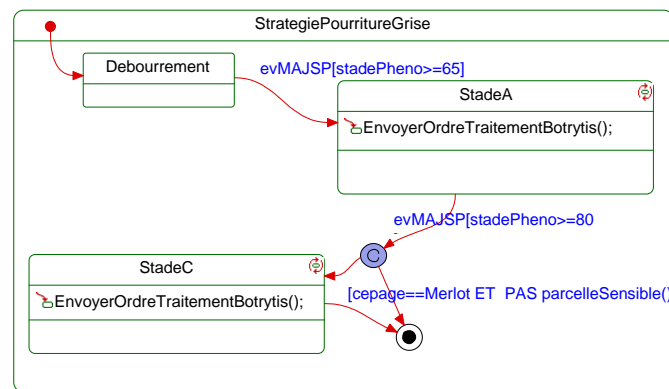 StrategiePourritureGrise
Debourrement
evMAJSP[stadePheno>=65]
StadeA
EnvoyerOrdreTraitementBotrytis();
evMAJSP[stadePheno>=80
C
StadeC
[cepage==Merlot ET PAS parcelleSensible()
EnvoyerOrdreTraitementBotrytis();